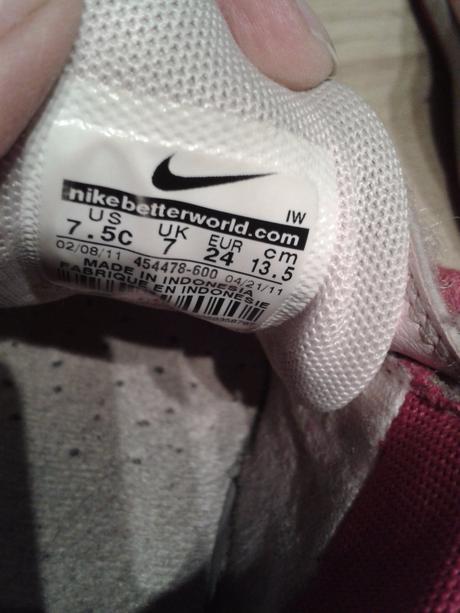 nikebetterworld.com
IW
US UK EUR cm
7.5C 7 24 13.5
02/08/11 454478-600 04/21/11
MADE IN INDONESIA
FABRIQUE EN INDONESIE